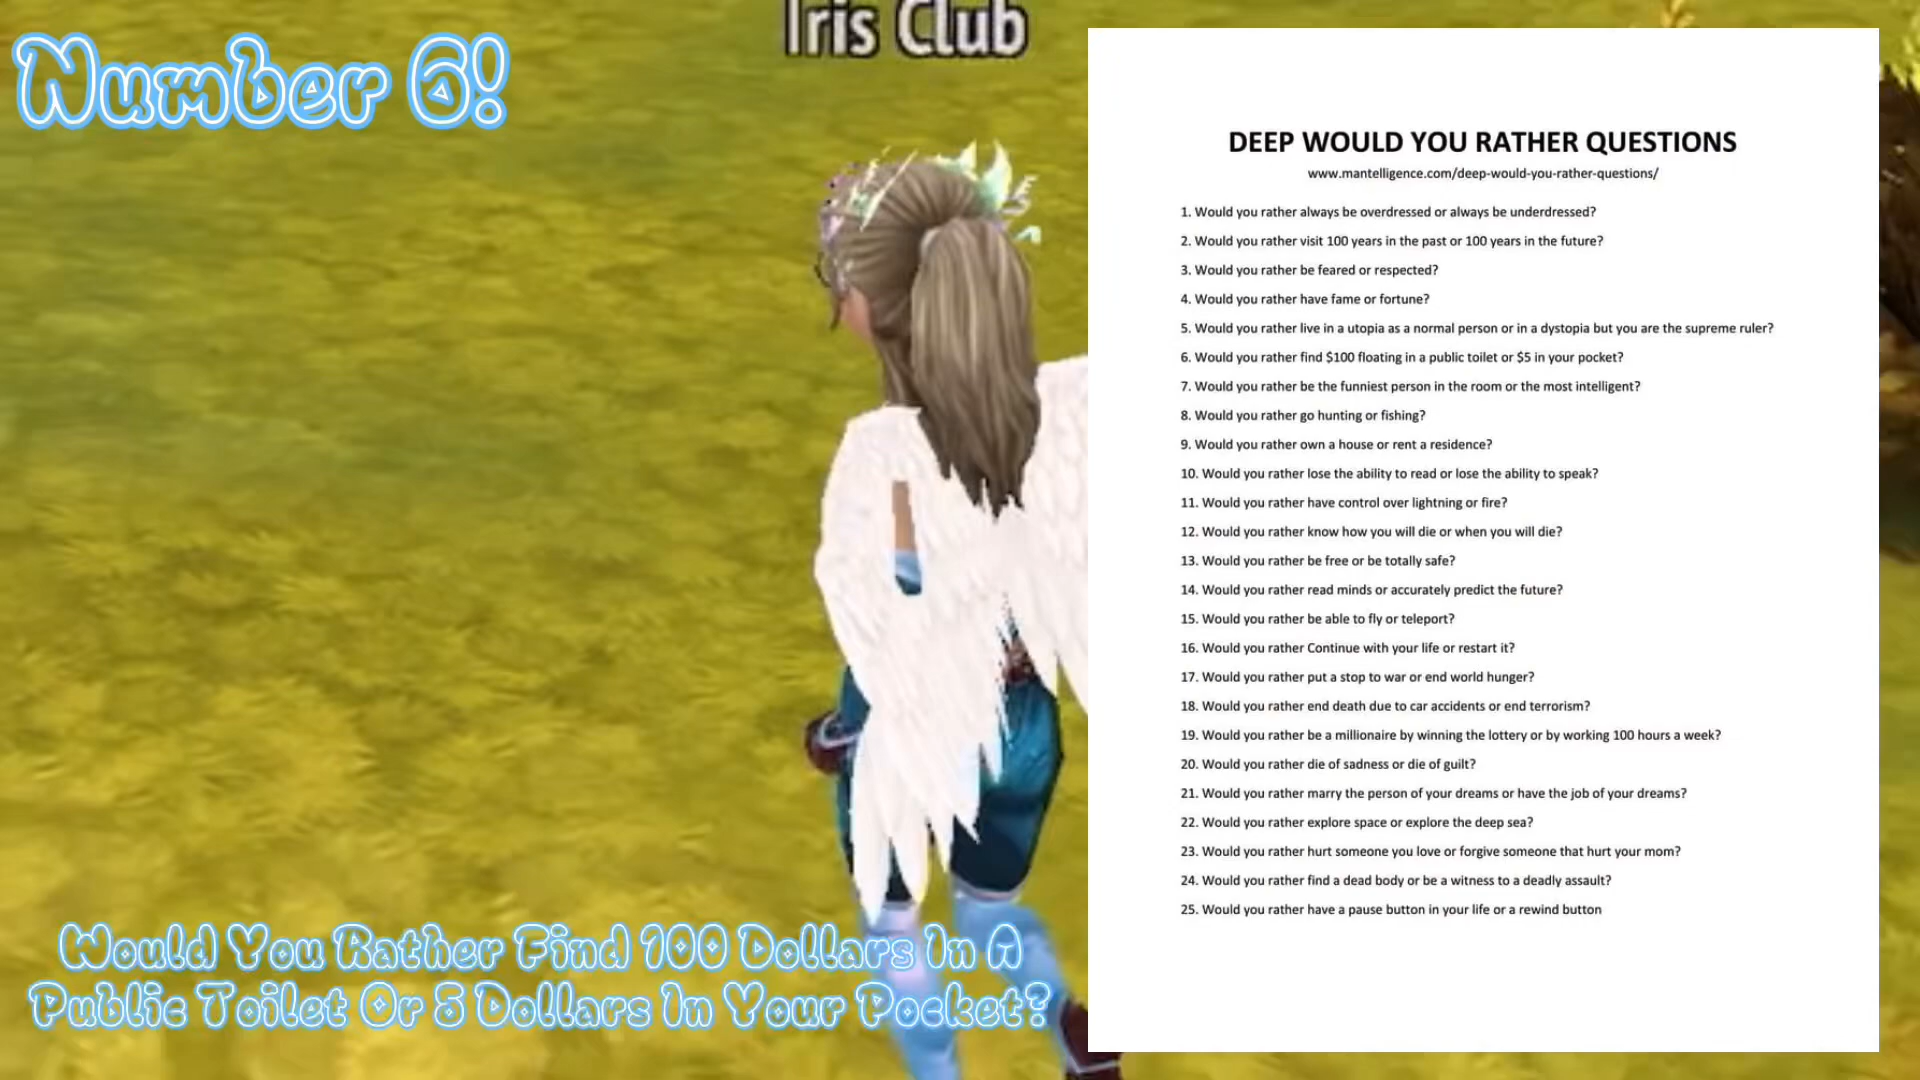 Iris Club
Number 6!
DEEP WOULD YOU RATHER QUESTIONS
www.mantelligence.com/deep-would-you-rather-questions/
1. Would you rather always be overdressed or always be underdressed?
2. Would you rather visit 100 years in the past or 100 years in the future?
3. Would you rather be feared or respected?
4. Would you rather have fame or fortune?
5. Would you rather live in a utopia as a normal person or in a dystopia but you are the supreme ruler?
6. Would you rather find $100 floating in a public toilet or $5 in your pocket?
7. Would you rather be the funniest person in the room or the most intelligent?
8. Would you rather go hunting or fishing?
9. Would you rather own a house or rent a residence?
10. Would you rather lose the ability to read or lose the ability to speak?
11. Would you rather have control over lightning or fire?
12. Would you rather know how you will die or when you will die?
13. Would you rather be free or be totally safe?
14. Would you rather read minds or accurately predict the future?
15. Would you rather be able to fly or teleport?
16. Would you rather Continue with your life or restart it?
17. Would you rather put a stop to war or end world hunger?
18. Would you rather end death due to car accidents or end terrorism?
19. Would you rather be a millionaire by winning the lottery or by working 100 hours a week?
20. Would you rather die of sadness or die of guilt?
21. Would you rather marry the person of your dreams or have the job of your dreams?
22. Would you rather explore space or explore the deep sea?
23. Would you rather hurt someone you love or forgive someone that hurt your mom?
24. Would you rather find a dead body or be a witness to a deadly assault?
25. Would you rather have a pause button in your life or a rewind button
Would You Rather Find 100 Dollars In A
Public Toilet Or 5 Dollars In Your Pocket?